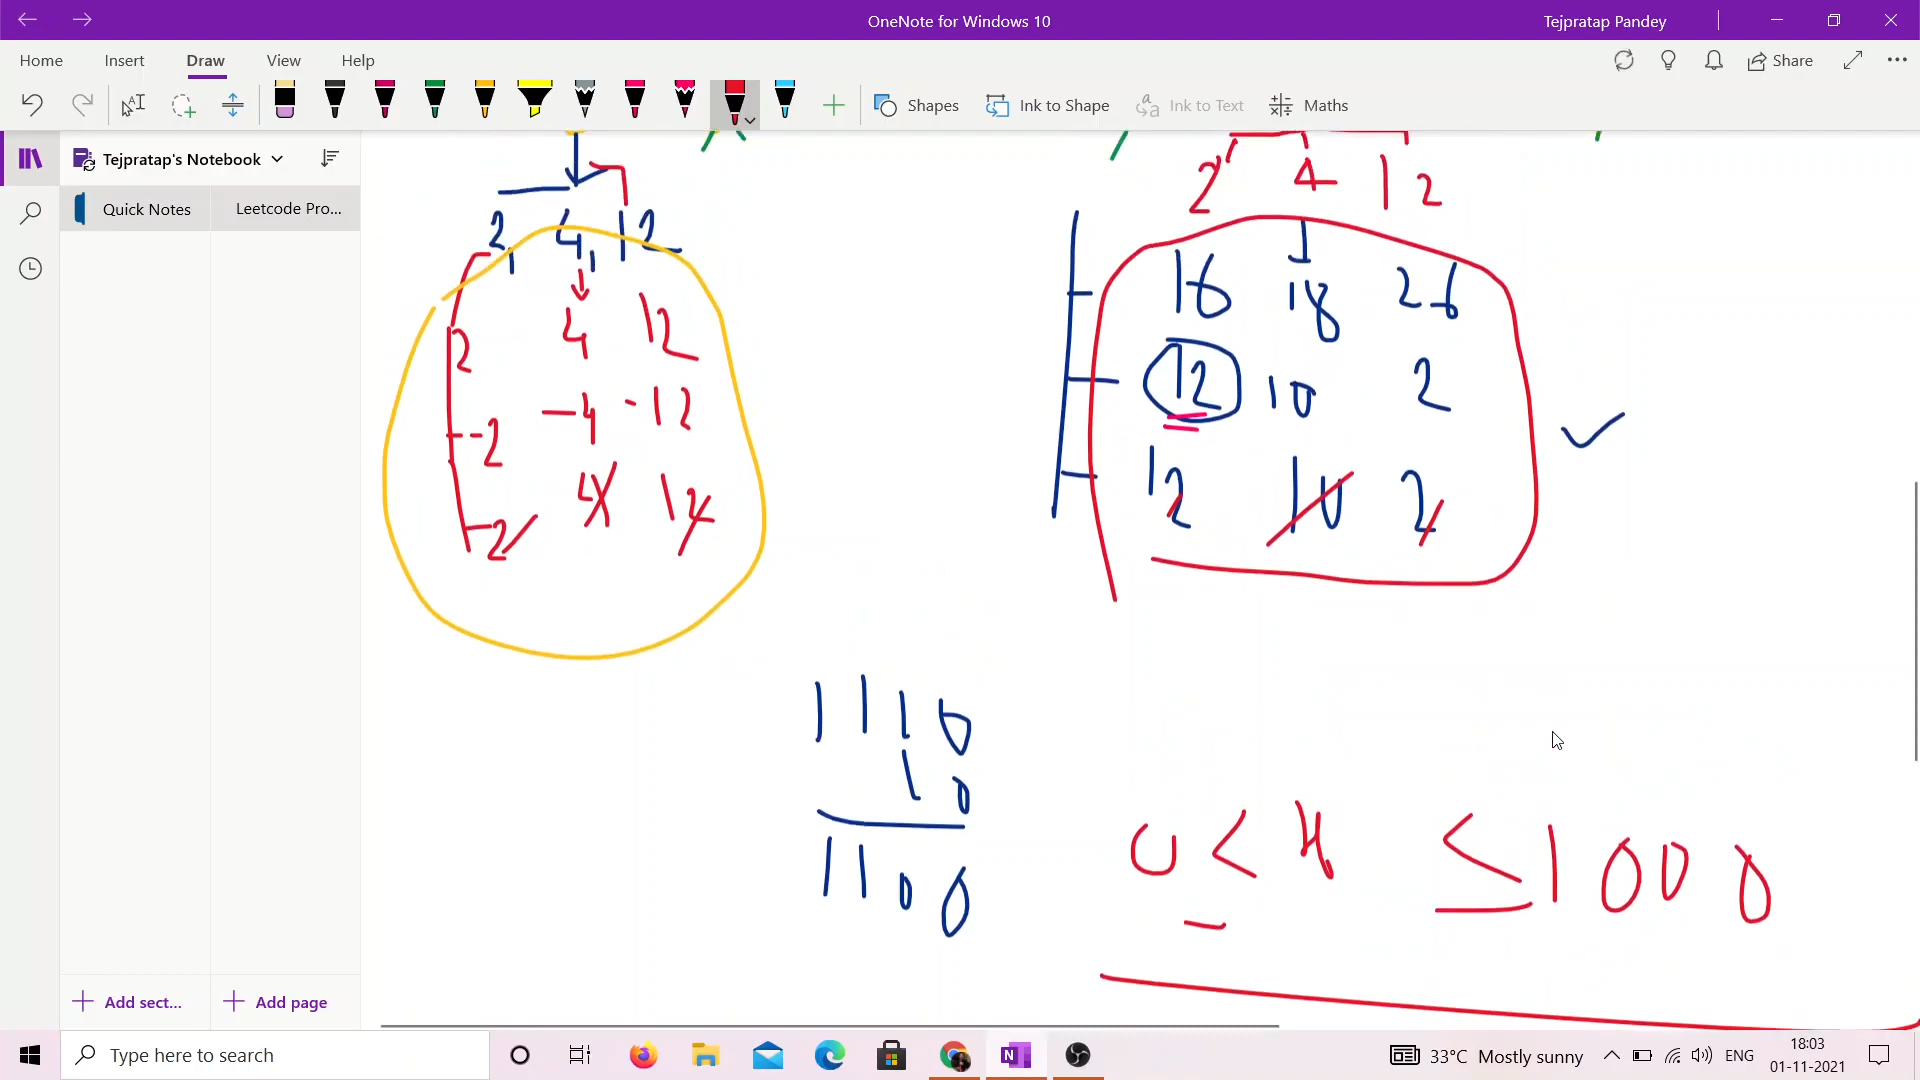 OneNote for Windows 10
Tejpratap Pandey
Home Insert Draw View Help
Share
Shapes Ink to Shape Ink to Text Maths
Tejpratap's Notebook
Quick Notes
Leetcode Pro...
2, 4, 12
2 4 12
-2 -4 -12
2 4 12
2 4 12
16 18 26
12 10 2
12 10 2
1110
10
1100
0 < x ≤ 1000
Add sect...
Add page
Type here to search
33°C Mostly sunny
ENG
18:03
01-11-2021